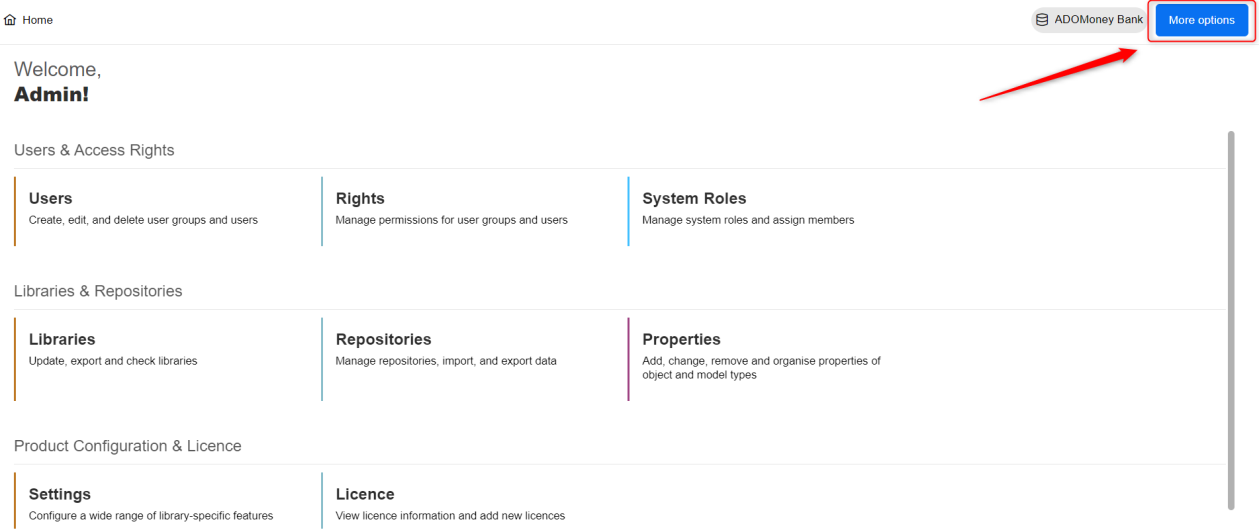 Home
ADOMoney Bank
More options
Welcome,
Admin!
Users & Access Rights
Users
Create, edit, and delete user groups and users
Rights
Manage permissions for user groups and users
System Roles
Manage system roles and assign members
Libraries & Repositories
Libraries
Update, export and check libraries
Repositories
Manage repositories, import, and export data
Properties
Add, change, remove and organise properties of
object and model types
Product Configuration & Licence
Settings
Configure a wide range of library-specific features
Licence
View licence information and add new licences